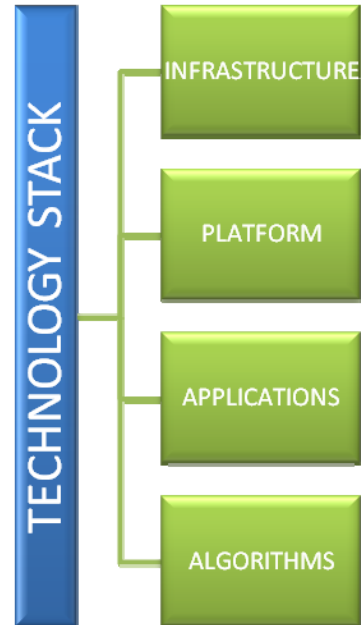 TECHNOLOGY STACK
INFRASTRUCTURE
PLATFORM
APPLICATIONS
ALGORITHMS